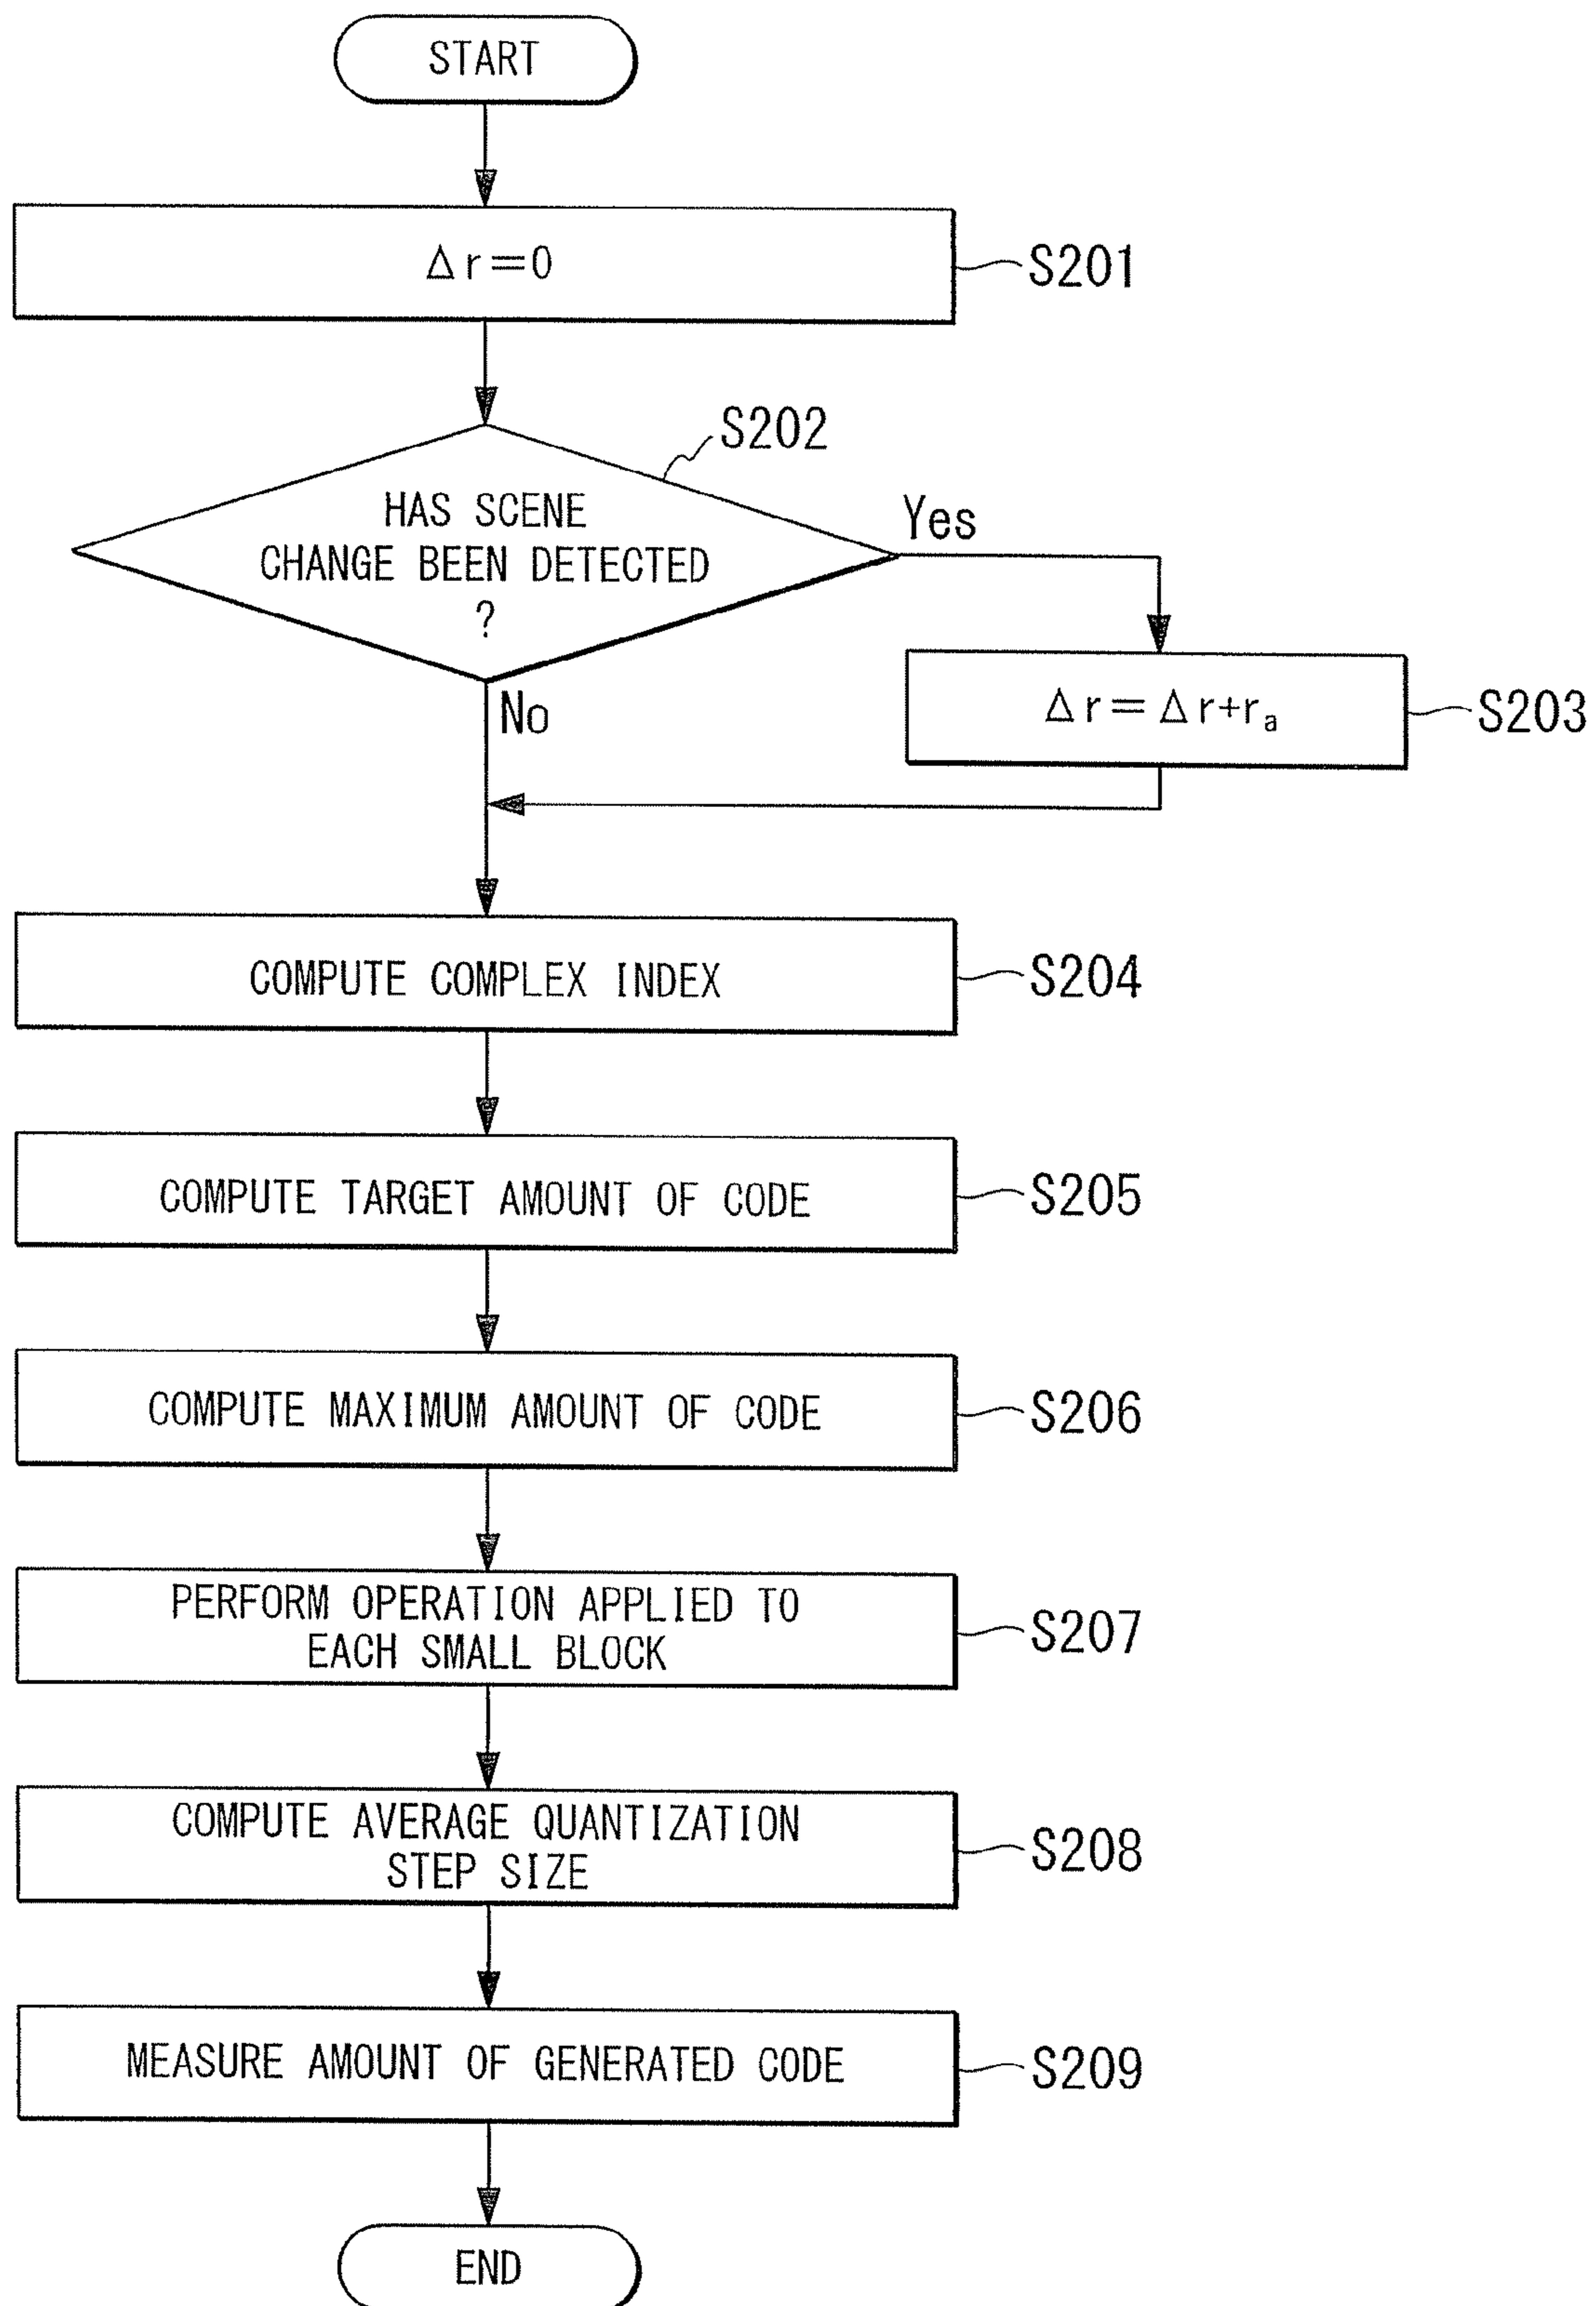 START
Δr=0
S201
S202
HAS SCENE
CHANGE BEEN DETECTED
?
Yes
No
Δr=Δr+rₐ
S203
COMPUTE COMPLEX INDEX
S204
COMPUTE TARGET AMOUNT OF CODE
S205
COMPUTE MAXIMUM AMOUNT OF CODE
S206
PERFORM OPERATION APPLIED TO
EACH SMALL BLOCK
S207
COMPUTE AVERAGE QUANTIZATION
STEP SIZE
S208
MEASURE AMOUNT OF GENERATED CODE
S209
END